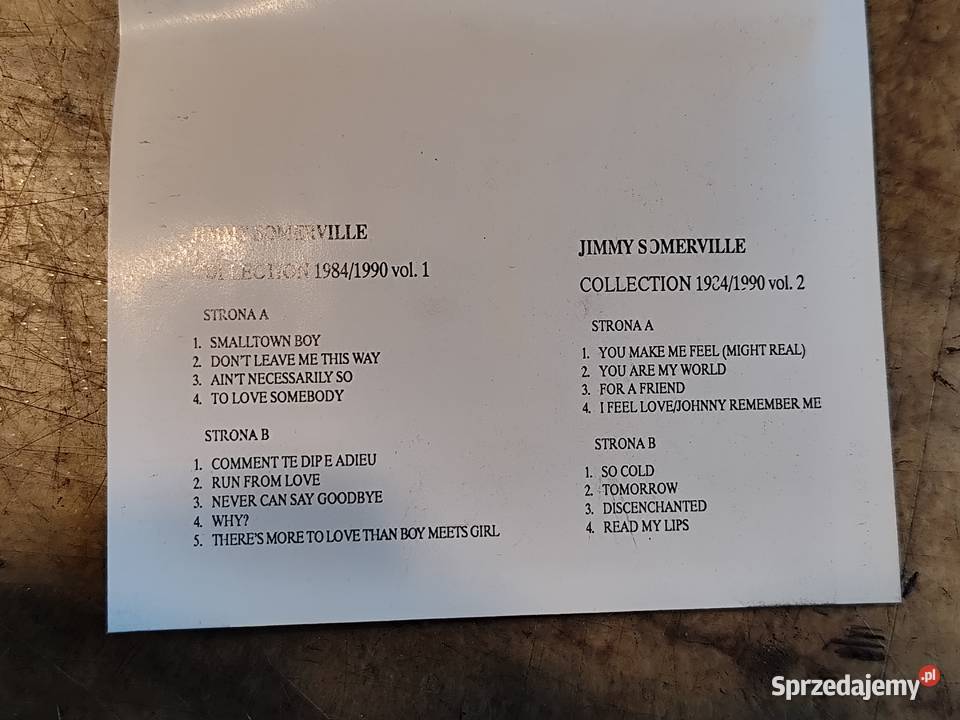 JIMMY SOMERVILLE
COLLECTION 1984/1990 vol. 1
STRONA A
1. SMALLTOWN BOY
2. DON'T LEAVE ME THIS WAY
3. AIN'T NECESSARILY SO
4. TO LOVE SOMEBODY
STRONA B
1. COMMENT TE DIP E ADIEU
2. RUN FROM LOVE
3. NEVER CAN SAY GOODBYE
4. WHY?
5. THERE'S MORE TO LOVE THAN BOY MEETS GIRL
JIMMY SOMERVILLE
COLLECTION 1984/1990 vol. 2
STRONA A
1. YOU MAKE ME FEEL (MIGHT REAL)
2. YOU ARE MY WORLD
3. FOR A FRIEND
4. I FEEL LOVE/JOHNNY REMEMBER ME
STRONA B
1. SO COLD
2. TOMORROW
3. DISCENCHANTED
4. READ MY LIPS
Sprzedajemy.pl